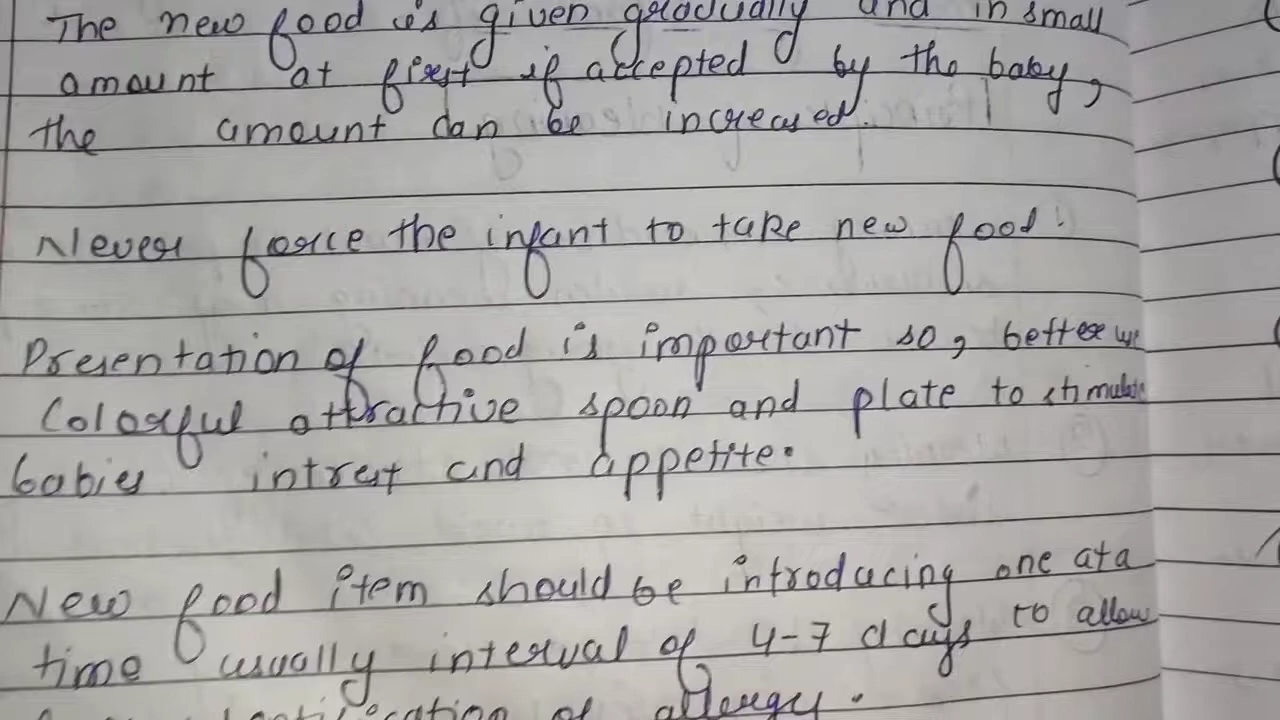 The new food is given gradually and in small
amount at first if accepted by the baby,
the amount can be increased.
Never force the infant to take new food.
Presentation of food is important so, better
Colorful attractive spoon and plate to stimulate
babies intrest and appetite.
New food item should be introducing one at a
time usually interval of 4-7 days to allow
of allergy.